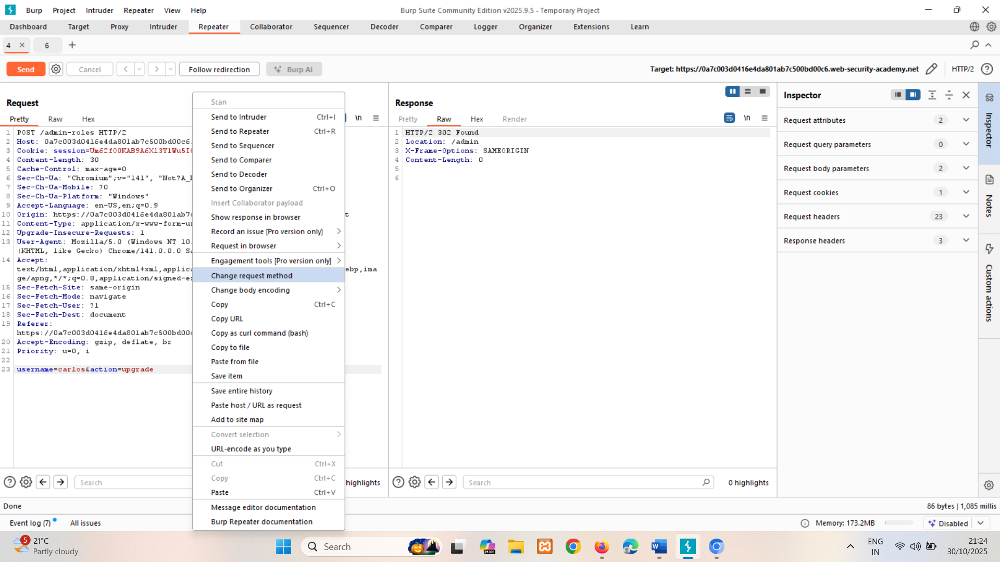 Burp Project Intruder Repeater View Help
Burp Suite Community Edition v2025.9.5 - Temporary Project
Dashboard Target Proxy Intruder Repeater Collaborator Sequencer Decoder Comparer Logger Organizer Extensions Learn
4 6
Send Cancel Follow redirection Burp AI
Target: https://0a7c003d0416e4da801ab7c500bd00c6.web-security-academy.net HTTP/2
Request
Pretty Raw Hex
\n
1 POST /admin-roles HTTP/2
2 Host: 0a7c003d0416e4da801ab7c500bd00c6.
3 Cookie: session=
4 Content-Length: 30
5 Cache-Control: max-age=0
6 Sec-Ch-Ua: "Chromium";v="141",
7 Sec-Ch-Ua-Mobile: ?0
8 Sec-Ch-Ua-Platform: "Windows"
9 Accept-Language: en-US,en;q=0.9
10 Origin: https://0a7c003d0416e4da801ab7
11 Content-Type: application/x-www-form-
12 Upgrade-Insecure-Requests: 1
13 User-Agent: Mozilla/5.0 (Windows NT 10.
(KHTML, like Gecko) Chrome/141.0.0.0
14 Accept:
text/html,application/xhtml+xml, ebp,ima
ge/apng,*/*;q=0.8,application/signed-
15 Sec-Fetch-Site: same-origin
16 Sec-Fetch-Mode: navigate
17 Sec-Fetch-User: ?1
18 Sec-Fetch-Dest: document
19 Referer:
https://0a7c003d0416e4da801ab7c500bd00
20 Accept-Encoding: gzip, deflate, br
21 Priority: u=0, i
22
23 username=carlos&action=upgrade
Scan
Send to Intruder Ctrl+I
Send to Repeater Ctrl+R
Send to Sequencer
Send to Comparer
Send to Decoder
Send to Organizer Ctrl+O
Insert Collaborator payload
Show response in browser
Record an issue [Pro version only]
Request in browser
Engagement tools [Pro version only]
Change request method
Change body encoding
Copy Ctrl+C
Copy URL
Copy as curl command (bash)
Copy to file
Paste from file
Save item
Save entire history
Paste host / URL as request
Add to site map
Convert selection
URL-encode as you type
Cut Ctrl+X
Copy Ctrl+C
Paste Ctrl+V
Message editor documentation
Burp Repeater documentation
Response
Pretty Raw Hex Render
\n
1 HTTP/2 302 Found
2 Location: /admin
3 X-Frame-Options: SAMEORIGIN
4 Content-Length: 0
5
6
Inspector
Request attributes 2
Request query parameters 0
Request body parameters 2
Request cookies 1
Request headers 23
Response headers 3
Inspector
Notes
Custom actions
Search highlights
Search 0 highlights
Done
86 bytes | 1,085 millis
Event log (7) All issues
Memory: 173.2MB
Disabled
5
21°C
Partly cloudy
Search
M365
ENG
IN
21:24
30/10/2025